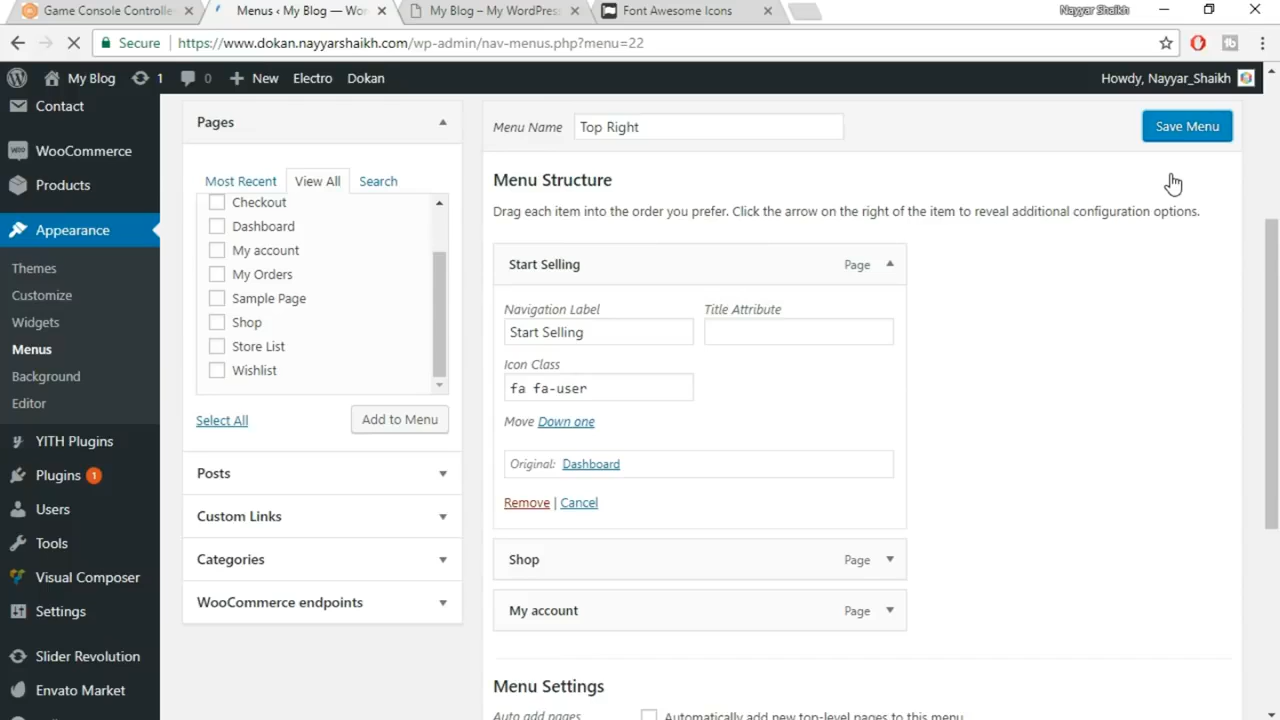 Game Console Controlle
Menus ‹ My Blog — Wo
My Blog – My WordPres
Font Awesome Icons
Nayyar Shaikh
Secure
https://www.dokan.nayyarshaikh.com/wp-admin/nav-menus.php?menu=22
My Blog
1
0
New
Electro
Dokan
Howdy, Nayyar_Shaikh
Contact
WooCommerce
Products
Appearance
Themes
Customize
Widgets
Menus
Background
Editor
YITH Plugins
Plugins 1
Users
Tools
Visual Composer
Settings
Slider Revolution
Envato Market
Pages
Most Recent
View All
Search
Checkout
Dashboard
My account
My Orders
Sample Page
Shop
Store List
Wishlist
Select All
Add to Menu
Posts
Custom Links
Categories
WooCommerce endpoints
Menu Name
Top Right
Save Menu
Menu Structure
Drag each item into the order you prefer. Click the arrow on the right of the item to reveal additional configuration options.
Start Selling
Page
Navigation Label
Title Attribute
Start Selling
Icon Class
fa fa-user
Move Down one
Original: Dashboard
Remove | Cancel
Shop
Page
My account
Page
Menu Settings
Auto add pages
Automatically add new top-level pages to this menu